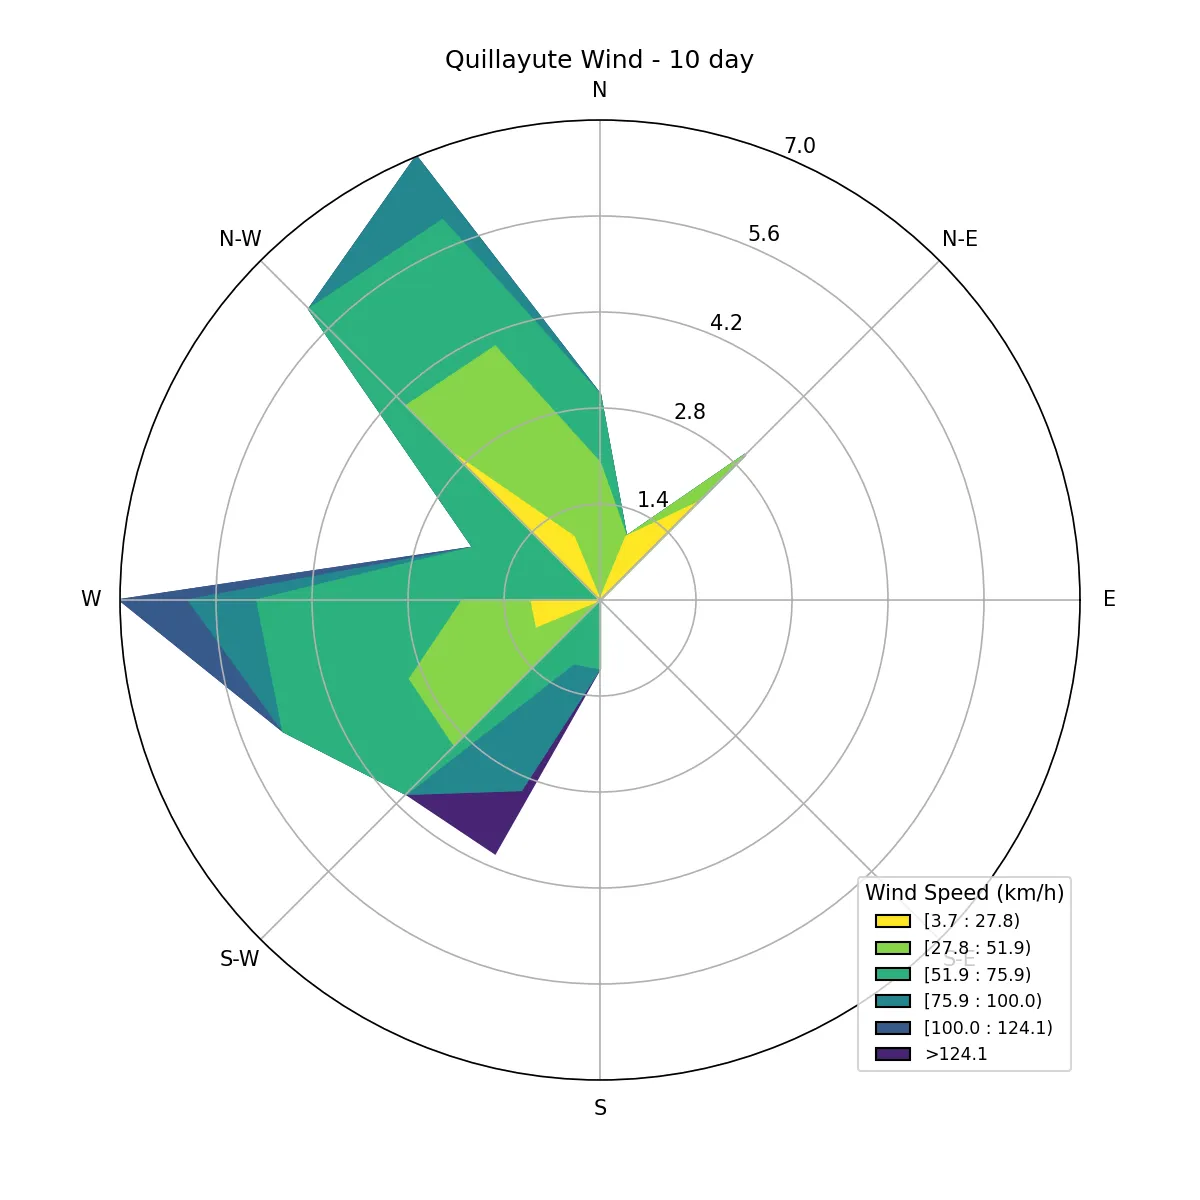 Quillayute Wind - 10 day
N
7.0
N-W
5.6
N-E
4.2
2.8
1.4
W
E
Wind Speed (km/h)
[3.7 : 27.8)
[27.8 : 51.9)
S-W
S-E
[51.9 : 75.9)
[75.9 : 100.0)
[100.0 : 124.1)
>124.1
S